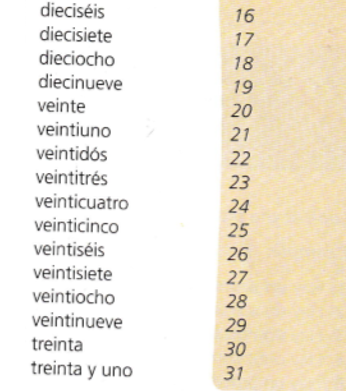 dieciséis 16
diecisiete 17
dieciocho 18
diecinueve 19
veinte 20
veintiuno 21
veintidós 22
veintitrés 23
veinticuatro 24
veinticinco 25
veintiséis 26
veintisiete 27
veintiocho 28
veintinueve 29
treinta 30
treinta y uno 31